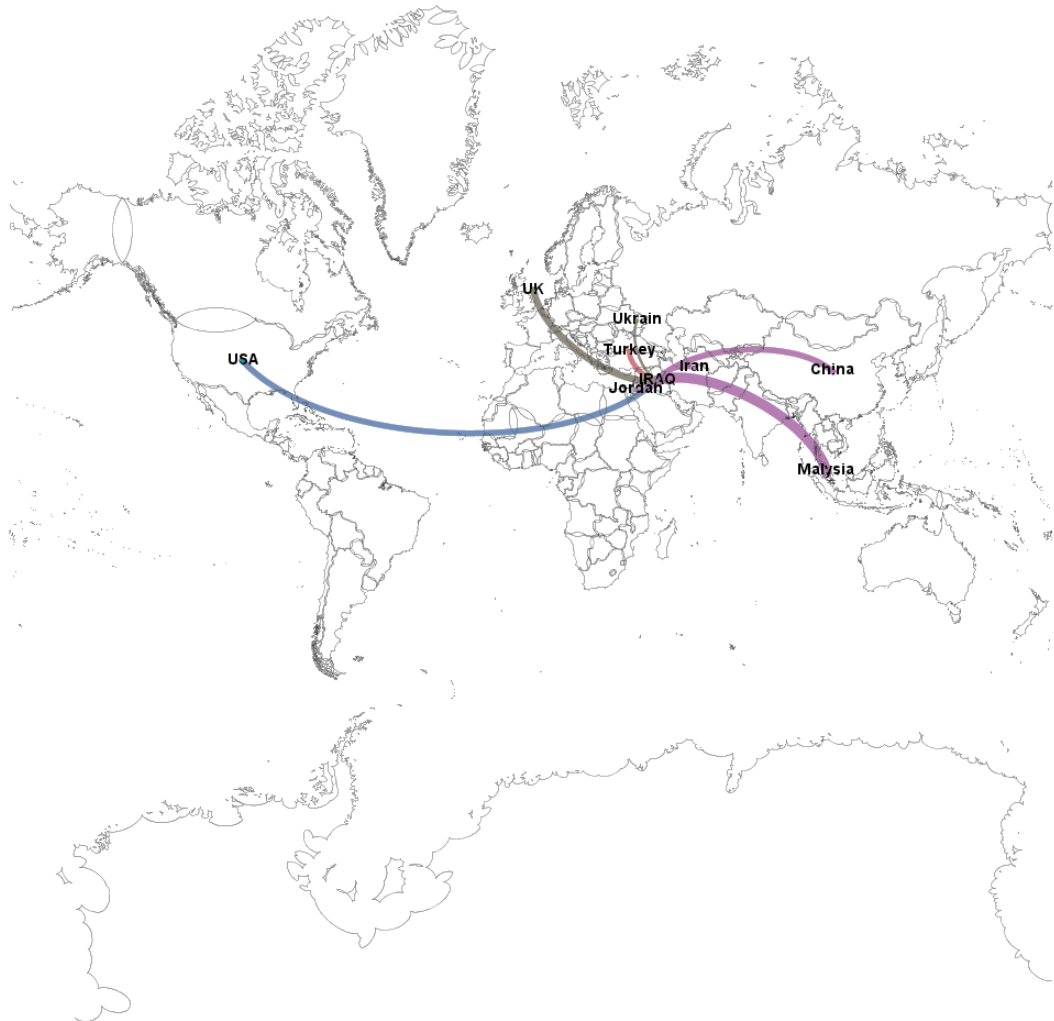 UK
Ukrain
Turkey
USA
Iran
China
IRAQ
Jordan
Malysia